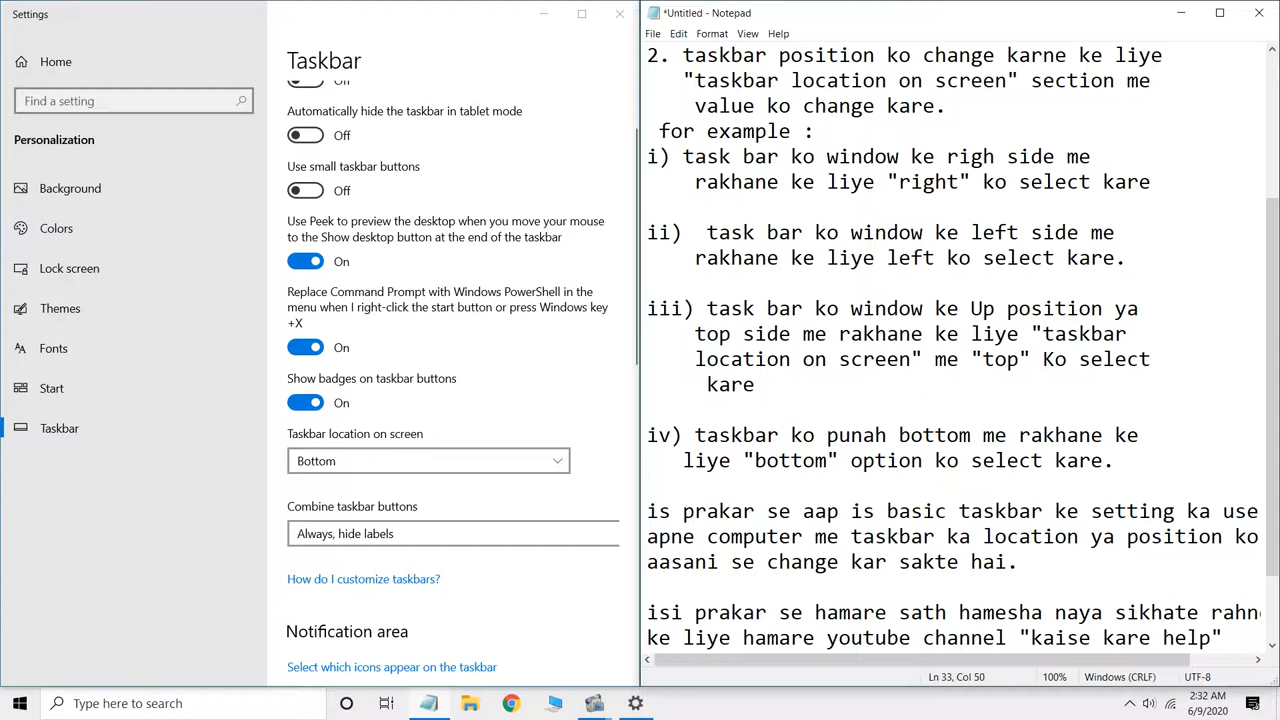 Settings
Home
Find a setting
Personalization
Background
Colors
Lock screen
Themes
Fonts
Start
Taskbar
Taskbar
Off
Automatically hide the taskbar in tablet mode
Off
Use small taskbar buttons
Off
Use Peek to preview the desktop when you move your mouse
to the Show desktop button at the end of the taskbar
On
Replace Command Prompt with Windows PowerShell in the
menu when I right-click the start button or press Windows key
+X
On
Show badges on taskbar buttons
On
Taskbar location on screen
Bottom
Combine taskbar buttons
Always, hide labels
How do I customize taskbars?
Notification area
Select which icons appear on the taskbar
*Untitled - Notepad
File Edit Format View Help
2. taskbar position ko change karne ke liye
"taskbar location on screen" section me
value ko change kare.
for example :
i) task bar ko window ke righ side me
rakhane ke liye "right" ko select kare
ii) task bar ko window ke left side me
rakhane ke liye left ko select kare.
iii) task bar ko window ke Up position ya
top side me rakhane ke liye "taskbar
location on screen" me "top" Ko select
kare
iv) taskbar ko punah bottom me rakhane ke
liye "bottom" option ko select kare.
is prakar se aap is basic taskbar ke setting ka use
apne computer me taskbar ka location ya position ko
aasani se change kar sakte hai.
isi prakar se hamare sath hamesha naya sikhate rahn
ke liye hamare youtube channel "kaise kare help"
Ln 33, Col 50 100% Windows (CRLF) UTF-8
Type here to search
2:32 AM
6/9/2020